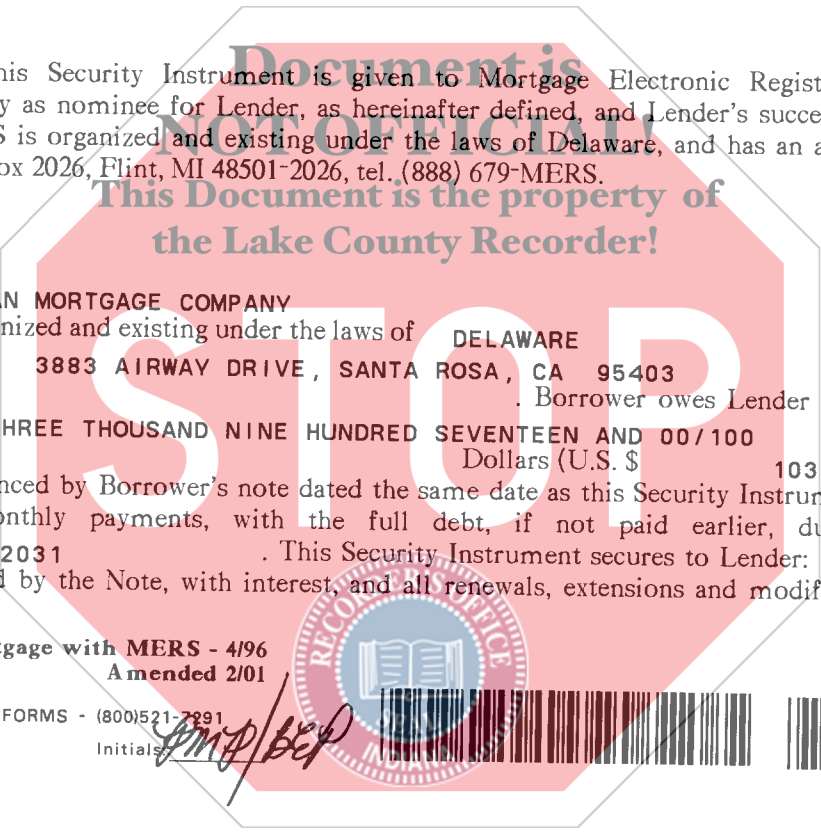 Document is
his Security Instrument is given to Mortgage Electronic Regist
y as nominee for Lender, as hereinafter defined, and Lender's succe
NOT OFFICIAL!
S is organized and existing under the laws of Delaware, and has an a
ox 2026, Flint, MI 48501-2026, tel. (888) 679-MERS.
This Document is the property of
the Lake County Recorder!
AN MORTGAGE COMPANY
nized and existing under the laws of DELAWARE
3883 AIRWAY DRIVE, SANTA ROSA, CA 95403
. Borrower owes Lender
STOP
HREE THOUSAND NINE HUNDRED SEVENTEEN AND 00/100
Dollars (U.S. $ 103
nced by Borrower's note dated the same date as this Security Instrum
onthly payments, with the full debt, if not paid earlier, du
2031 . This Security Instrument secures to Lender:
d by the Note, with interest, and all renewals, extensions and modif
RECORDER'S OFFICE
SEAL
INDIANA
tgage with MERS - 4/96
Amended 2/01
FORMS - (800)521-7291
Initials: